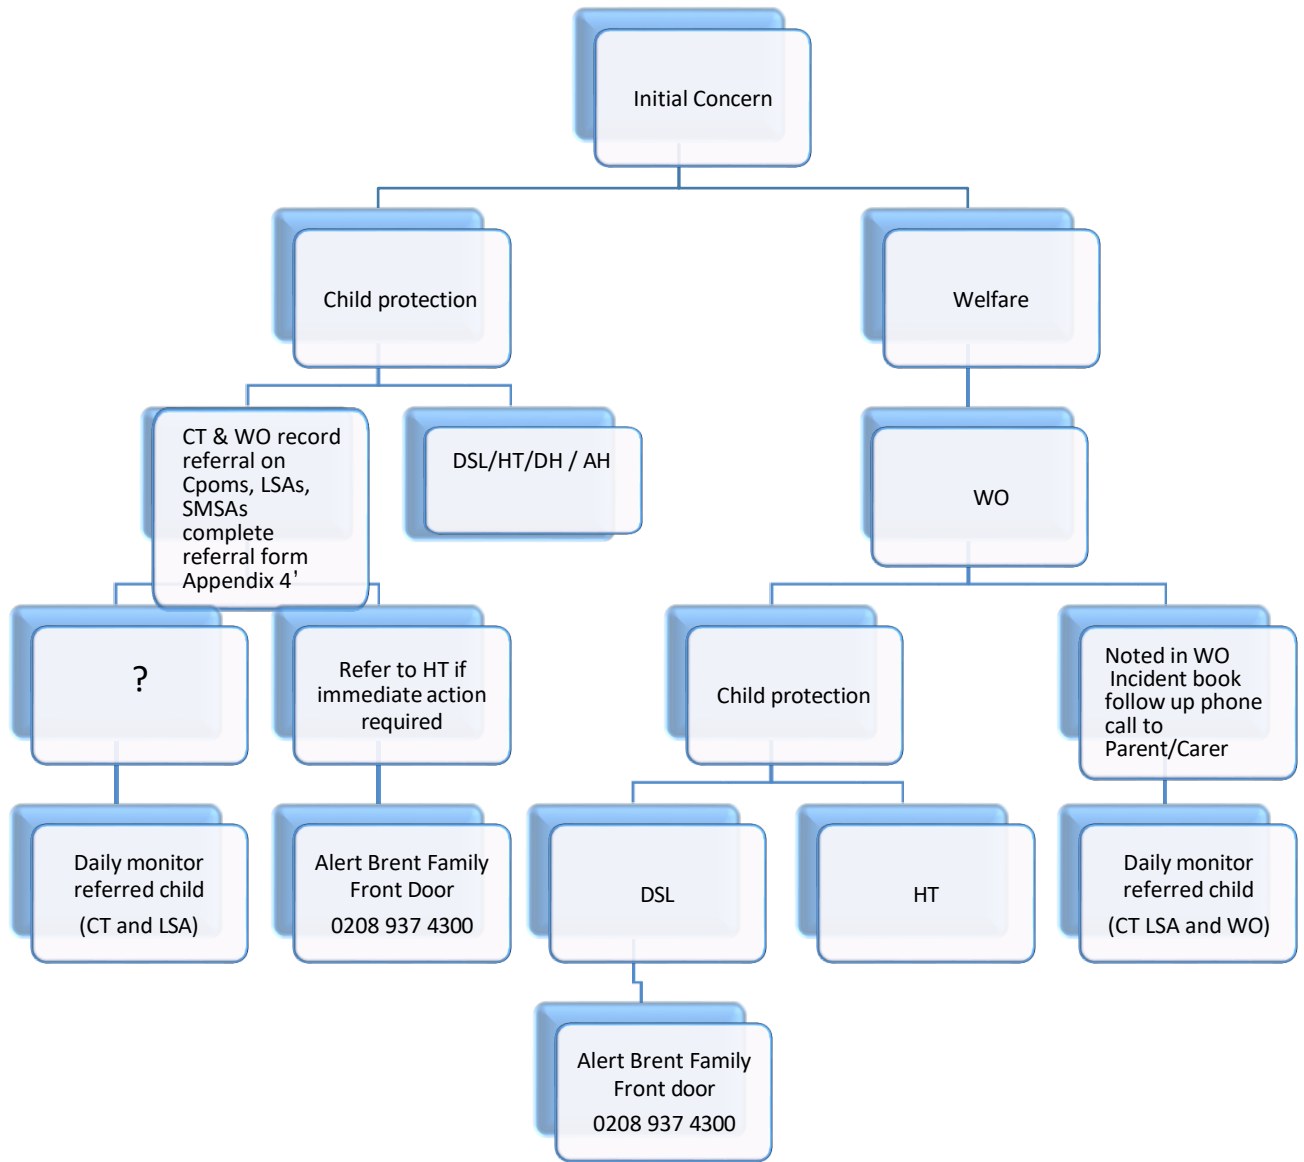 Initial Concern
Child protection
Welfare
CT & WO record
referral on
Cpoms, LSAs,
SMSAs
complete
referral form
Appendix 4’
DSL/HT/DH / AH
WO
?
Refer to HT if
immediate action
required
Child protection
Noted in WO
Incident book
follow up phone
call to
Parent/Carer
Daily monitor
referred child
(CT and LSA)
Alert Brent Family
Front Door
0208 937 4300
DSL
HT
Daily monitor
referred child
(CT LSA and WO)
Alert Brent Family
Front door
0208 937 4300